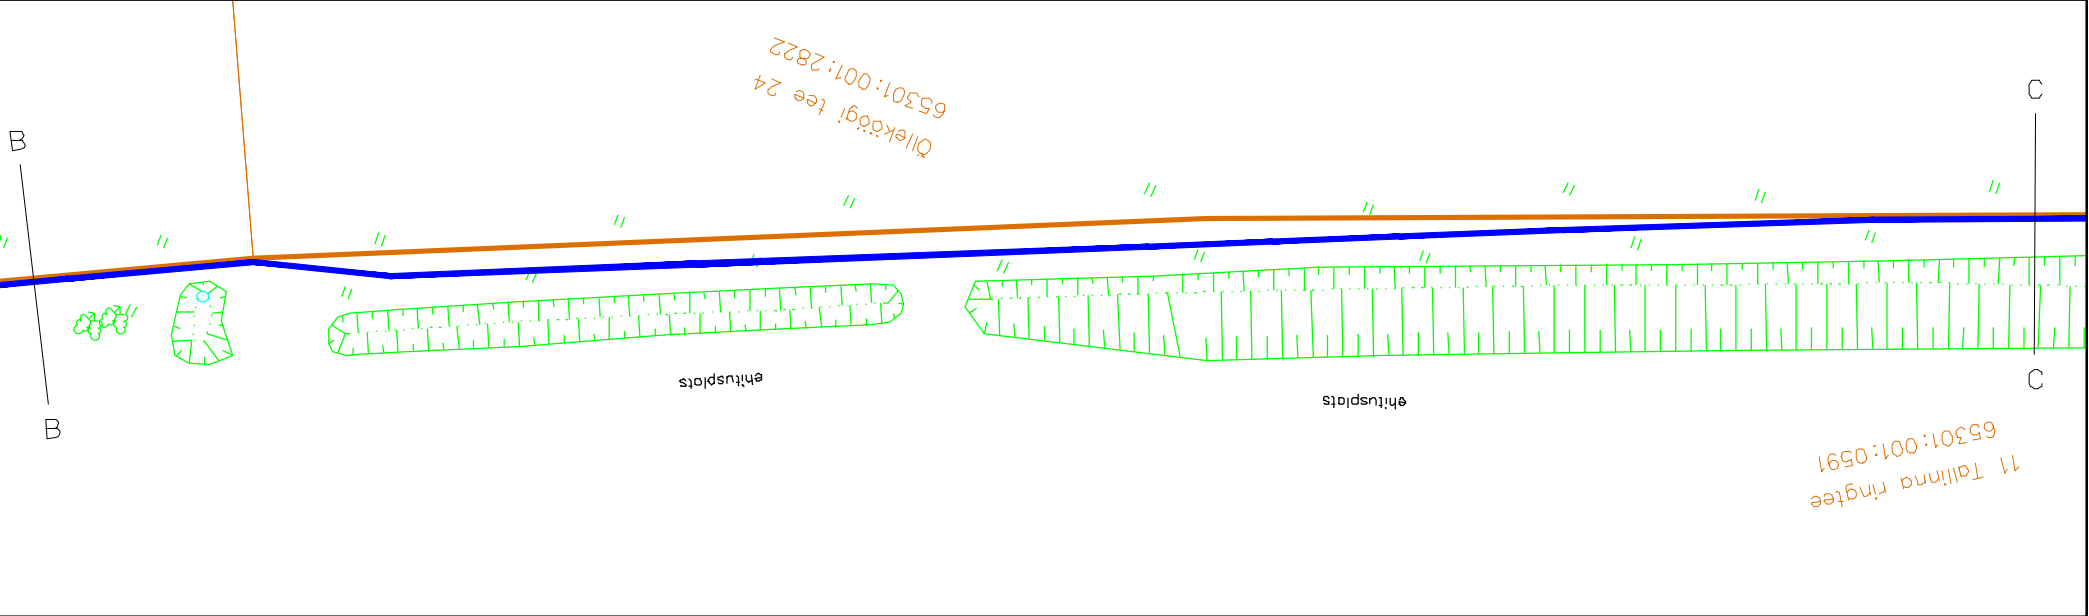 Õlleköögi tee 24
65301:001:2822
B
C
B
ehitusplats
ehitusplats
C
11 Tallinna ringtee
65301:001:0591